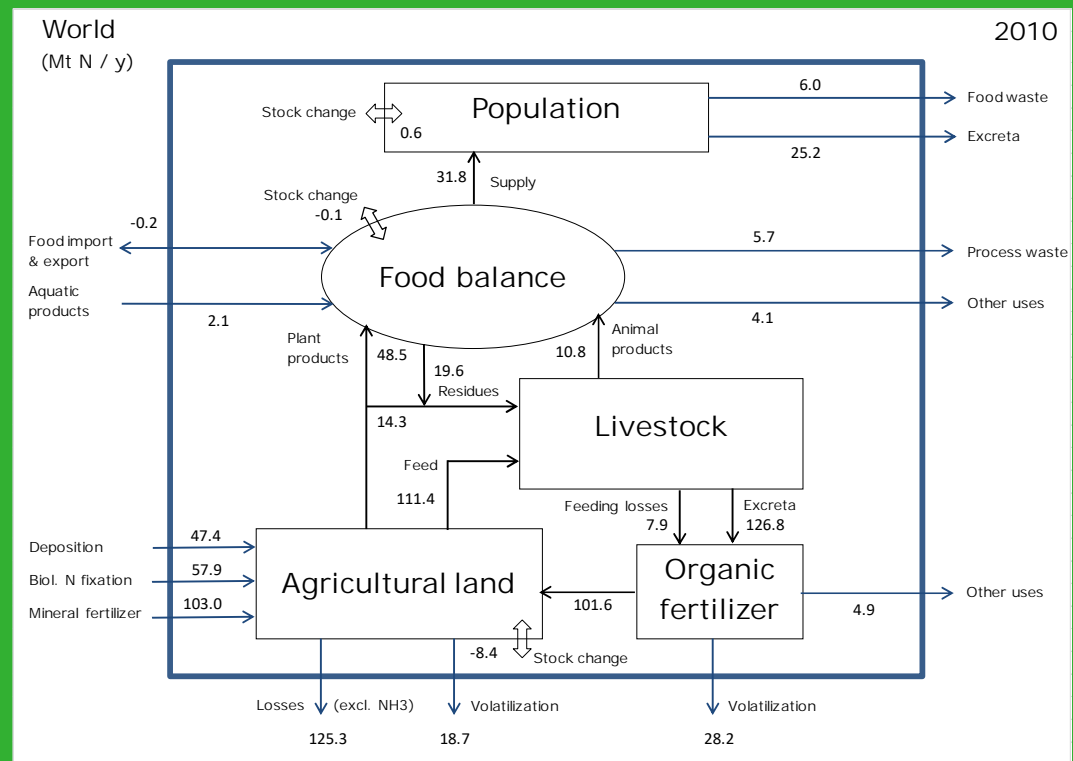 World
2010
(Mt N / y)
Population
Stock change
0.6
6.0
Food waste
Excreta
25.2
31.8
Supply
Stock change
-0.1
-0.2
Food import
& export
Aquatic
products
2.1
Food balance
5.7
Process waste
Other uses
4.1
Plant
products
48.5
19.6
Residues
10.8
Animal
products
14.3
Livestock
Feed
111.4
Feeding losses
7.9
Excreta
126.8
Deposition
47.4
Biol. N fixation
57.9
Mineral fertilizer
103.0
Agricultural land
101.6
Organic
fertilizer
Other uses
4.9
-8.4
Stock change
Losses
(excl. NH3)
125.3
Volatilization
18.7
Volatilization
28.2